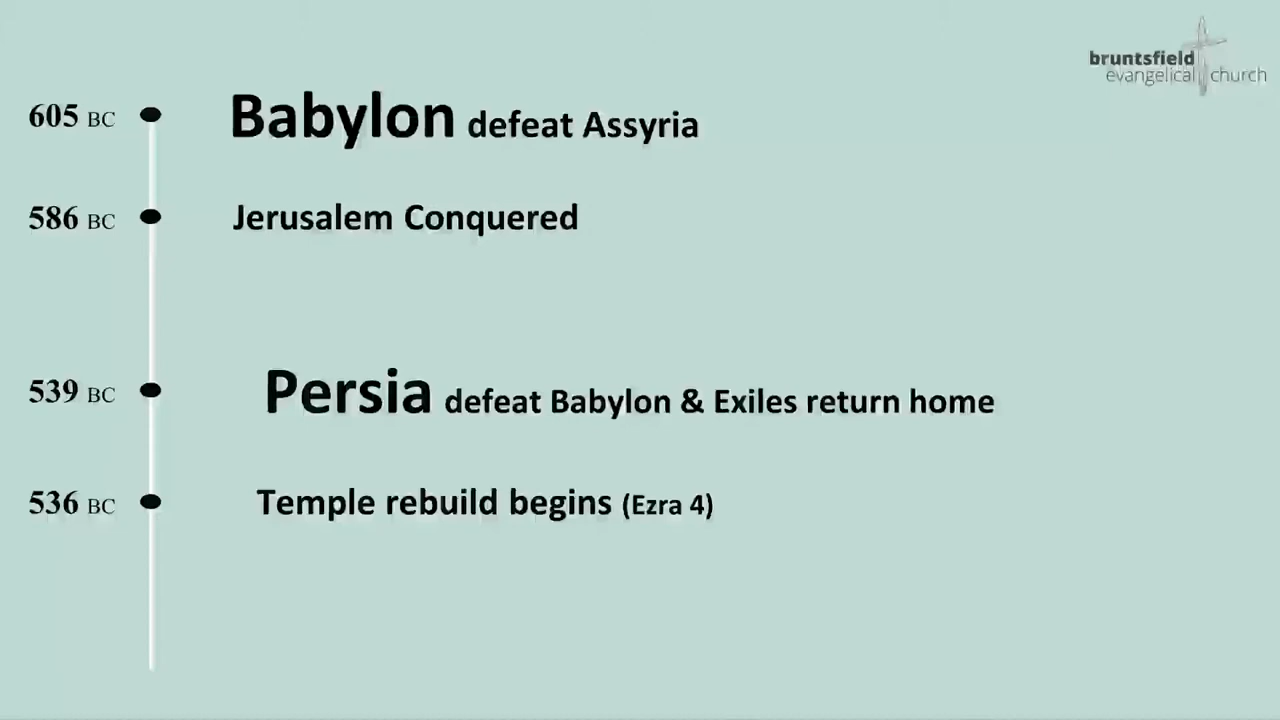 bruntsfield
evangelical church
605 BC Babylon defeat Assyria
586 BC Jerusalem Conquered
539 BC Persia defeat Babylon & Exiles return home
536 BC Temple rebuild begins (Ezra 4)